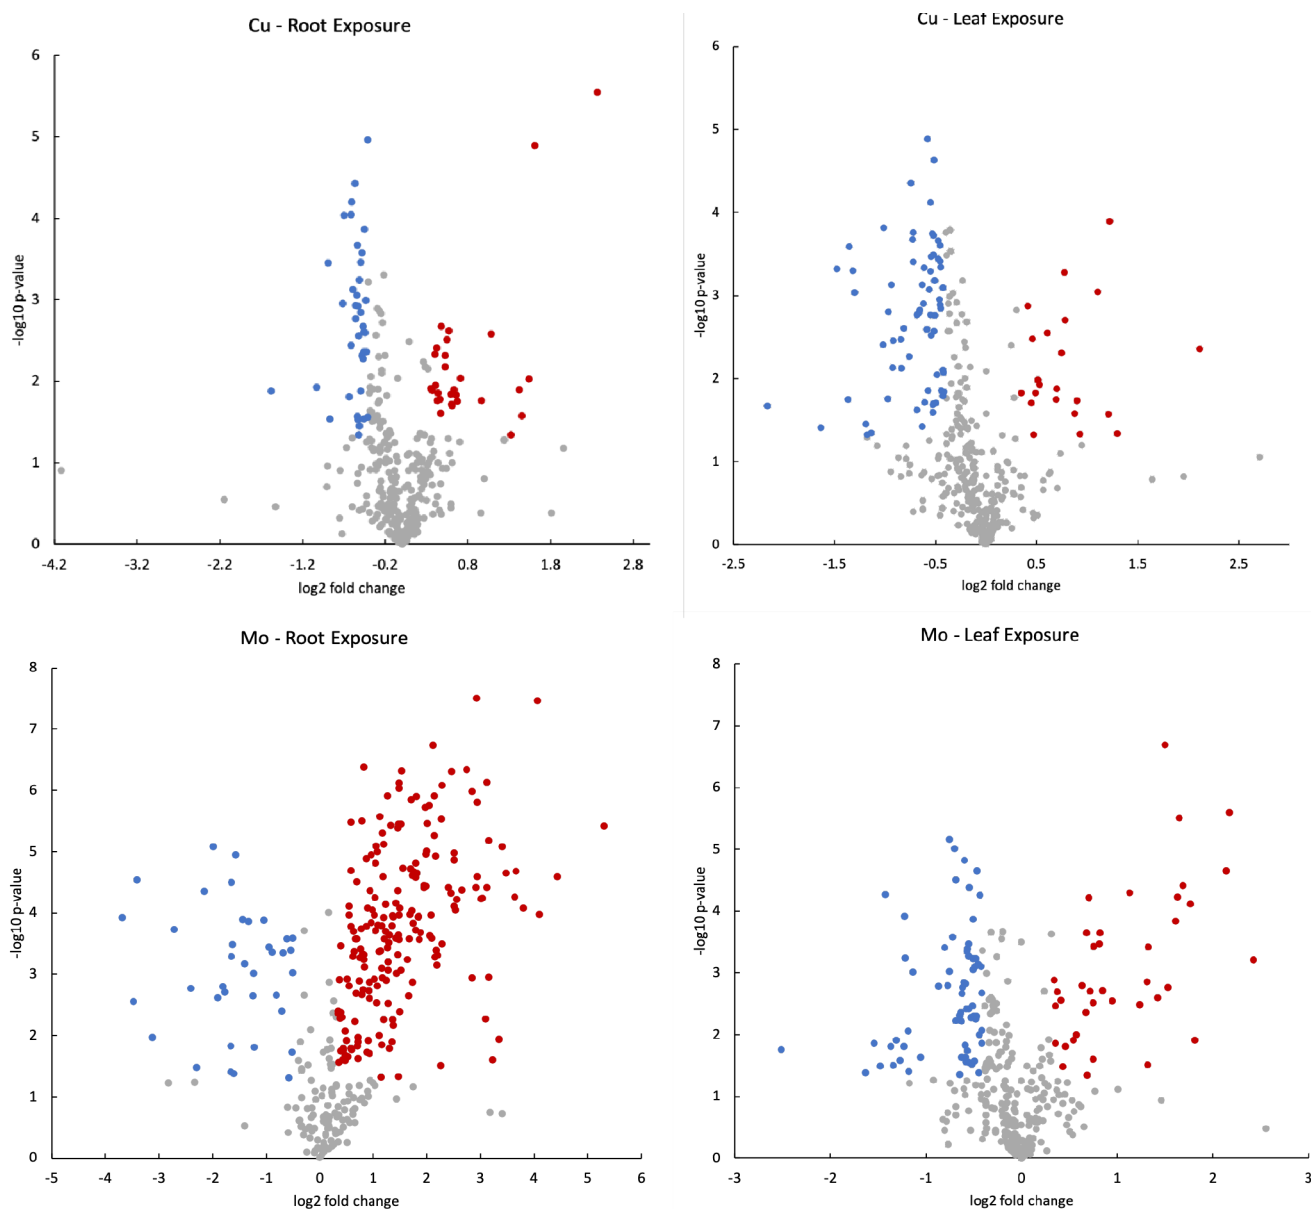 Cu - Root Exposure
6
5
4
3
2
1
0
-log10 p-value
-4.2 -3.2 -2.2 -1.2 -0.2 0.8 1.8 2.8
log2 fold change
Cu - Leaf Exposure
6
5
4
3
2
1
0
-log10 p-value
-2.5 -1.5 -0.5 0.5 1.5 2.5
log2 fold change
Mo - Root Exposure
8
7
6
5
4
3
2
1
0
-log10 p-value
-5 -4 -3 -2 -1 0 1 2 3 4 5 6
log2 fold change
Mo - Leaf Exposure
8
7
6
5
4
3
2
1
0
-log10 p-value
-3 -2 -1 0 1 2 3
log2 fold change